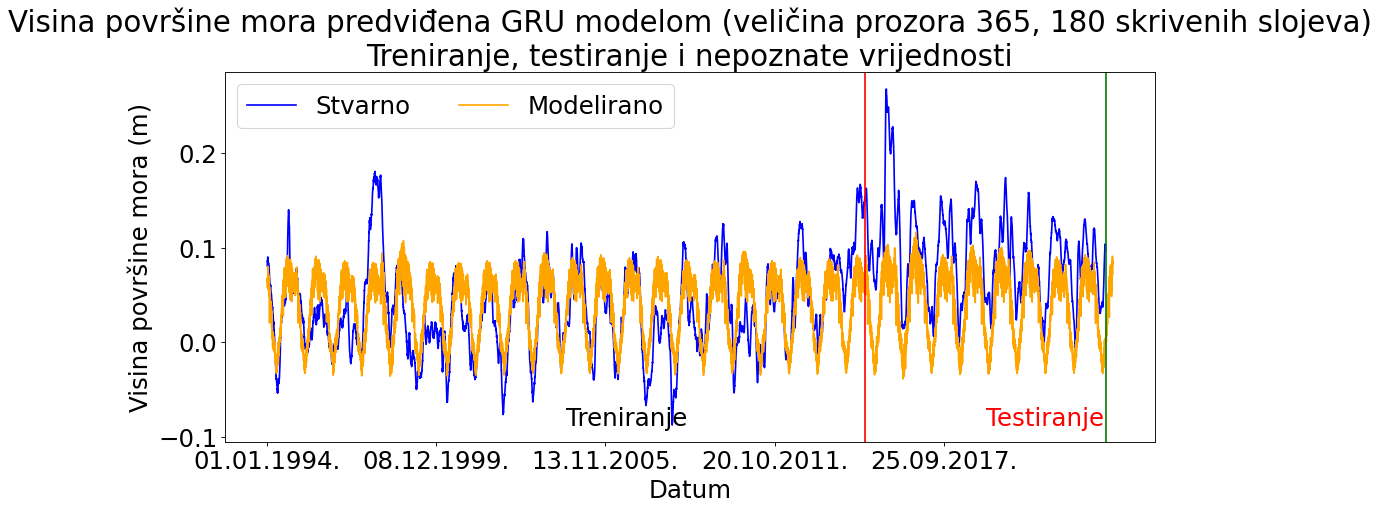 Visina površine mora predviđena GRU modelom (veličina prozora 365, 180 skrivenih slojeva)
Treniranje, testiranje i nepoznate vrijednosti
Stvarno
Modelirano
Visina površine mora (m)
0.2
0.1
0.0
−0.1
Treniranje
Testiranje
01.01.1994.
08.12.1999.
13.11.2005.
20.10.2011.
25.09.2017.
Datum